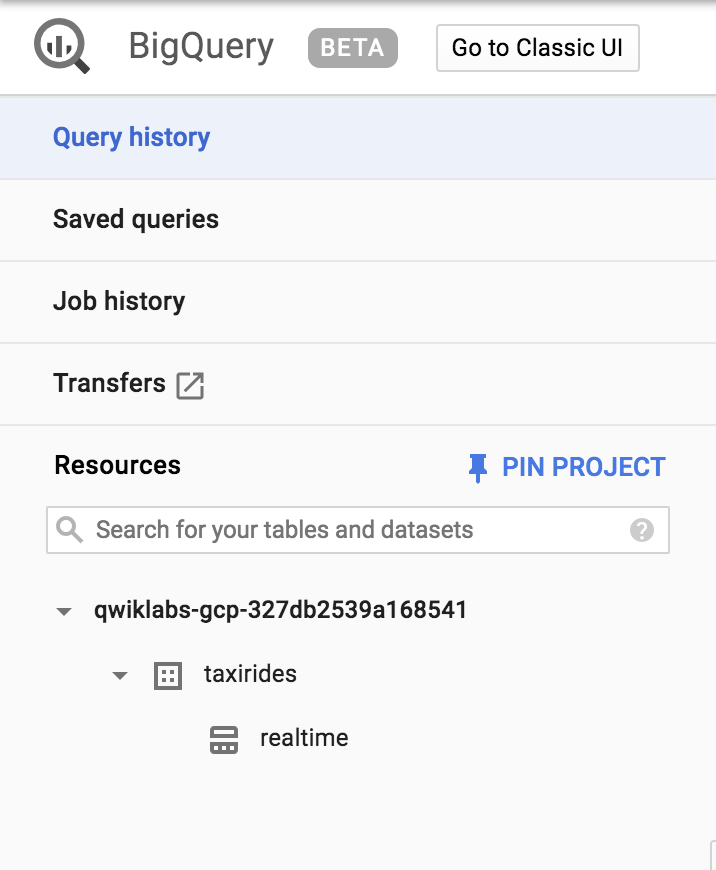 BigQuery BETA Go to Classic UI
Query history
Saved queries
Job history
Transfers
Resources PIN PROJECT
Search for your tables and datasets ?
qwiklabs-gcp-327db2539a168541
taxirides
realtime